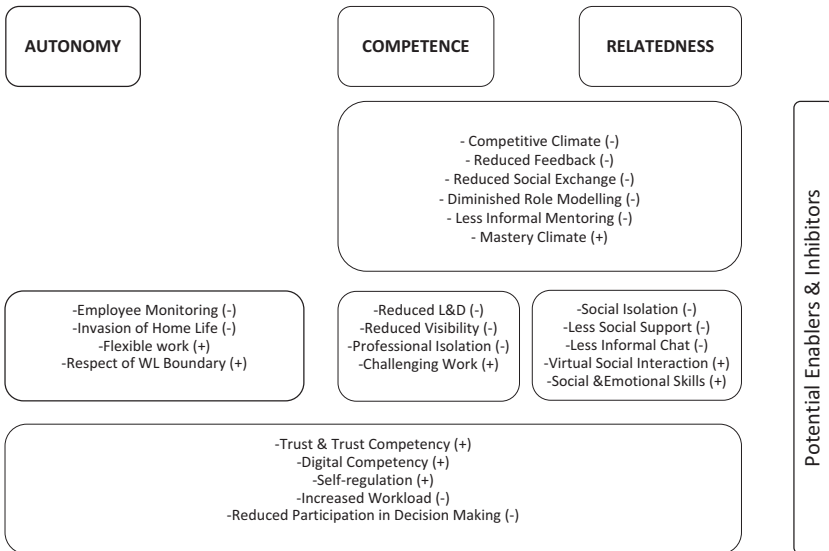 AUTONOMY
COMPETENCE
RELATEDNESS
- Competitive Climate (-)
- Reduced Feedback (-)
- Reduced Social Exchange (-)
- Diminished Role Modelling (-)
- Less Informal Mentoring (-)
- Mastery Climate (+)
-Employee Monitoring (-)
-Invasion of Home Life (-)
-Flexible work (+)
-Respect of WL Boundary (+)
-Reduced L&D (-)
-Reduced Visibility (-)
-Professional Isolation (-)
-Challenging Work (+)
-Social Isolation (-)
-Less Social Support (-)
-Less Informal Chat (-)
-Virtual Social Interaction (+)
-Social &Emotional Skills (+)
-Trust & Trust Competency (+)
-Digital Competency (+)
-Self-regulation (+)
-Increased Workload (-)
-Reduced Participation in Decision Making (-)
Potential Enablers & Inhibitors